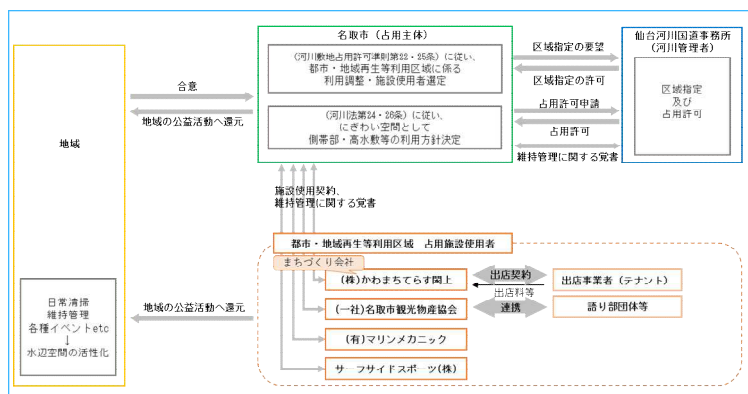 名取市（占用主体）
(河川敷地占用許可準則第22・25条）に従い、
都市・地域再生等利用区域に係る
利用調整・施設使用者選定
(河川法第24・26条）に従い、
にぎわい空間として
側帯部・高水敷等の利用方針決定
仙台河川国道事務所
（河川管理者）
区域指定
及び
占用許可
区域指定の要望
区域指定の許可
占用許可申請
占用許可
維持管理に関する覚書
合意
地域の公益活動へ還元
地域
施設使用契約、
維持管理に関する覚書
都市・地域再生等利用区域　占用施設使用者
まちづくり会社
(株)かわまちてらす閖上
(一社)名取市観光物産協会
(有)マリンメカニック
サーフサイドスポーツ(株)
出店契約
出店料等
連携
出店事業者（テナント）
語り部団体等
地域の公益活動へ還元
日常清掃
維持管理
各種イベントetc
↓
水辺空間の活性化